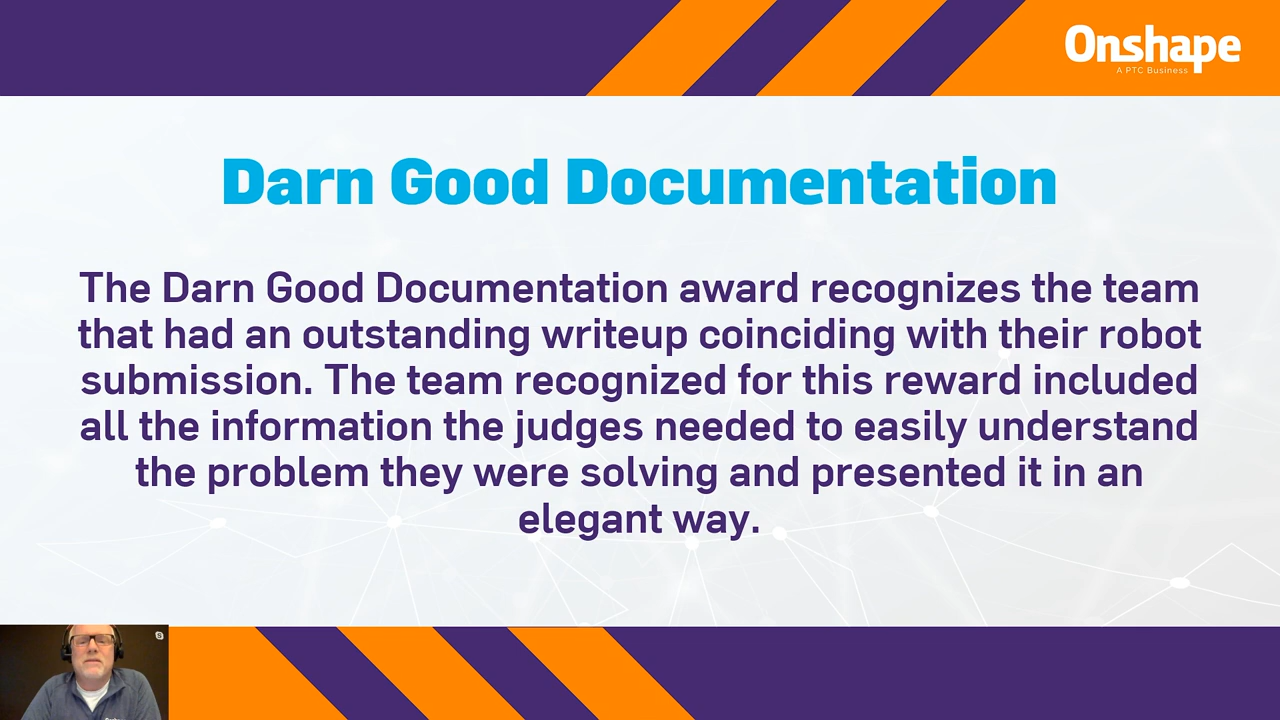 Onshape
A PTC Business
Darn Good Documentation
The Darn Good Documentation award recognizes the team
that had an outstanding writeup coinciding with their robot
submission. The team recognized for this reward included
all the information the judges needed to easily understand
the problem they were solving and presented it in an
elegant way.